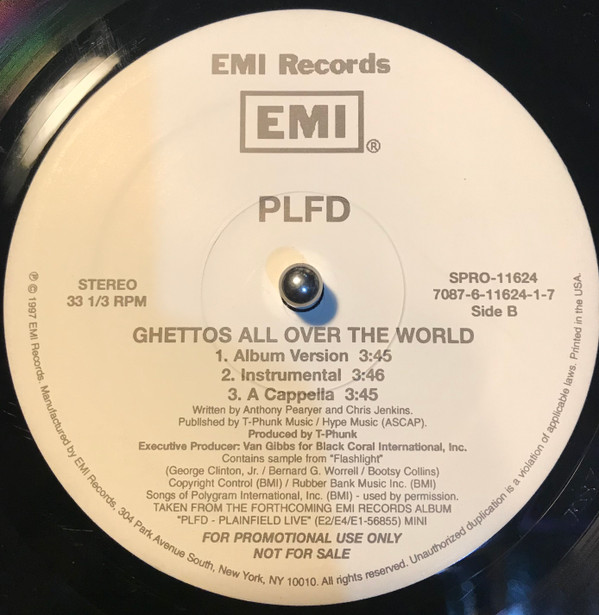 EMI Records
EMI®
PLFD
STEREO
33 1/3 RPM
SPRO-11624
7087-6-11624-1-7
Side B
GHETTOS ALL OVER THE WORLD
1. Album Version 3:45
2. Instrumental 3:46
3. A Cappella 3:45
Written by Anthony Pearyer and Chris Jenkins.
Published by T-Phunk Music / Hype Music (ASCAP).
Produced by T-Phunk
Executive Producer: Van Gibbs for Black Coral International, Inc.
Contains sample from "Flashlight"
(George Clinton, Jr. / Bernard G. Worrell / Bootsy Collins)
Copyright Control (BMI) / Rubber Bank Music Inc. (BMI)
Songs of Polygram International, Inc. (BMI) - used by permission.
TAKEN FROM THE FORTHCOMING EMI RECORDS ALBUM
"PLFD - PLAINFIELD LIVE" (E2/E4/E1-56855) MINI
FOR PROMOTIONAL USE ONLY
NOT FOR SALE
℗ © 1997 EMI Records. Manufactured by EMI Records, 304 Park Avenue South, New York, NY 10010. All rights reserved. Unauthorized duplication is a violation of applicable laws. Printed in the USA.